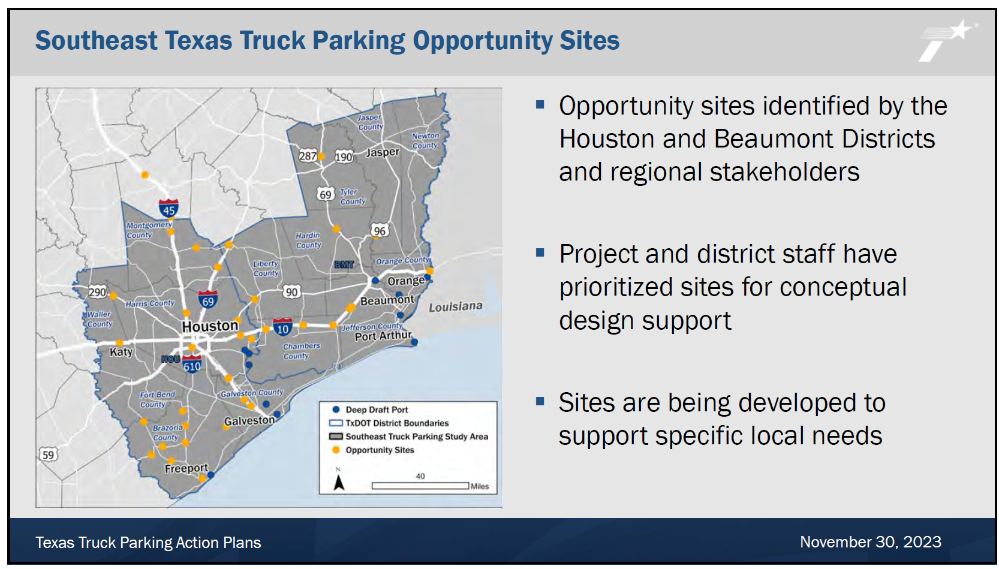 Southeast Texas Truck Parking Opportunity Sites
Jasper
County
Newton
County
287
190
Jasper
69
Tyler
County
45
Montgomery
County
96
Hardin
County
BMT
Orange County
Liberty
County
Orange
290
90
69
Harris County
Beaumont
Louisiana
Waller
County
Houston
10
Jefferson County
Port Arthur
Katy
Chambers
County
HOU
610
Fort Bend
County
Galveston County
Galveston
Brazoria
County
59
Freeport
Deep Draft Port
TxDOT District Boundaries
Southeast Truck Parking Study Area
Opportunity Sites
N
40
Miles
Opportunity sites identified by the
Houston and Beaumont Districts
and regional stakeholders
Project and district staff have
prioritized sites for conceptual
design support
Sites are being developed to
support specific local needs
Texas Truck Parking Action Plans
November 30, 2023